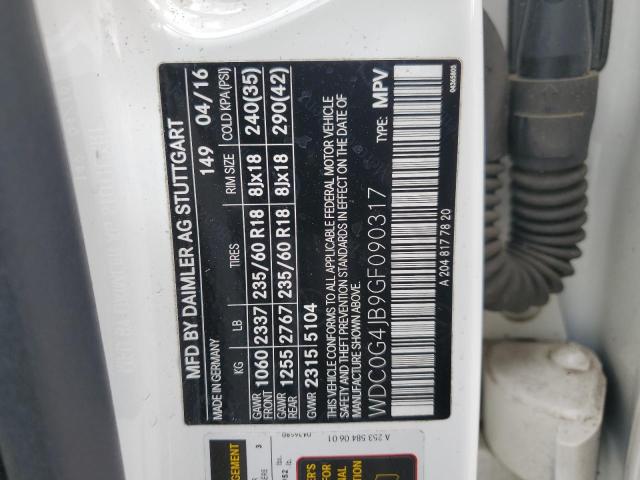 MFD BY DAIMLER AG STUTTGART
MADE IN GERMANY 149 04/16
KG LB TIRES RIM SIZE COLD KPA(PSI)
GAWR FRONT 1060 2337 235/60 R18 8Jx18 240(35)
GAWR REAR 1255 2767 235/60 R18 8Jx18 290(42)
GVWR 2315 5104
THIS VEHICLE CONFORMS TO ALL APPLICABLE FEDERAL MOTOR VEHICLE
SAFETY AND THEFT PREVENTION STANDARDS IN EFFECT ON THE DATE OF
MANUFACTURE SHOWN ABOVE.
WDC0G4JB9GF090317 TYPE: MPV
A 204 817 78 20
04365805
A 253 584 06 01